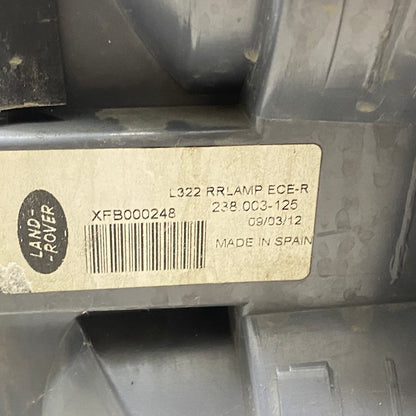 LAND-
ROVER
L322 RRLAMP ECE-R
XFB000248 238.003-125
09/03/12
MADE IN SPAIN